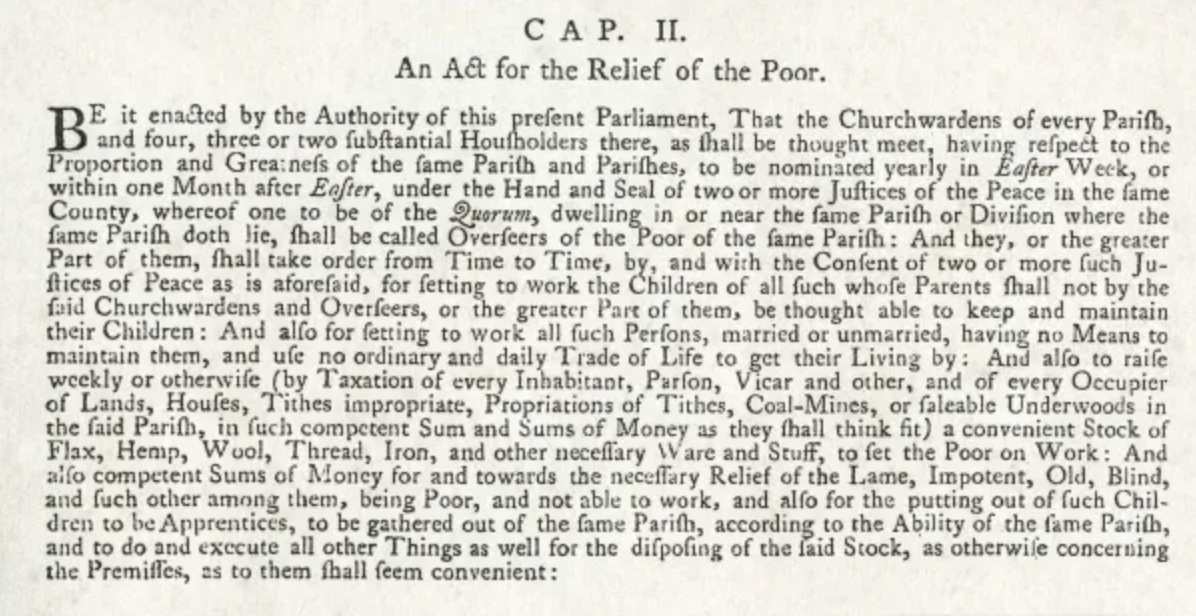 C A P. II.
An Act for the Relief of the Poor.
BE it enacted by the Authority of this preſent Parliament, That the Churchwardens of every Pariſh,
and four, three or two ſubſtantial Houſholders there, as ſhall be thought meet, having reſpect to the
Proportion and Greatneſs of the ſame Pariſh and Pariſhes, to be nominated yearly in Eaſter Week, or
within one Month after Eaſter, under the Hand and Seal of two or more Juſtices of the Peace in the ſame
County, whereof one to be of the Quorum, dwelling in or near the ſame Pariſh or Diviſion where the
ſame Pariſh doth lie, ſhall be called Overſeers of the Poor of the ſame Pariſh: And they, or the greater
Part of them, ſhall take order from Time to Time, by, and with the Conſent of two or more ſuch Ju-
ſtices of Peace as is aforeſaid, for ſetting to work the Children of all ſuch whoſe Parents ſhall not by the
ſaid Churchwardens and Overſeers, or the greater Part of them, be thought able to keep and maintain
their Children: And alſo for ſetting to work all ſuch Perſons, married or unmarried, having no Means to
maintain them, and uſe no ordinary and daily Trade of Life to get their Living by: And alſo to raiſe
weekly or otherwiſe (by Taxation of every Inhabitant, Parſon, Vicar and other, and of every Occupier
of Lands, Houſes, Tithes impropriate, Propriations of Tithes, Coal-Mines, or ſaleable Underwoods in
the ſaid Pariſh, in ſuch competent Sum and Sums of Money as they ſhall think fit) a convenient Stock of
Flax, Hemp, Wool, Thread, Iron, and other neceſſary Ware and Stuff, to ſet the Poor on Work: And
alſo competent Sums of Money for and towards the neceſſary Relief of the Lame, Impotent, Old, Blind,
and ſuch other among them, being Poor, and not able to work, and alſo for the putting out of ſuch Chil-
dren to be Apprentices, to be gathered out of the ſame Pariſh, according to the Ability of the ſame Pariſh,
and to do and execute all other Things as well for the diſpoſing of the ſaid Stock, as otherwiſe concerning
the Premiſſes, as to them ſhall ſeem convenient: